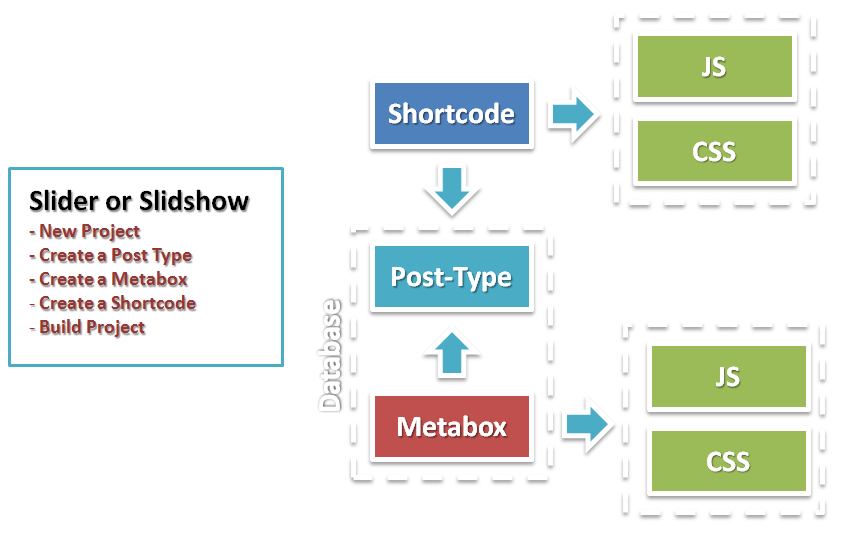 Slider or Slidshow
- New Project
- Create a Post Type
- Create a Metabox
- Create a Shortcode
- Build Project
Shortcode
JS
CSS
Database
Post-Type
Metabox
JS
CSS